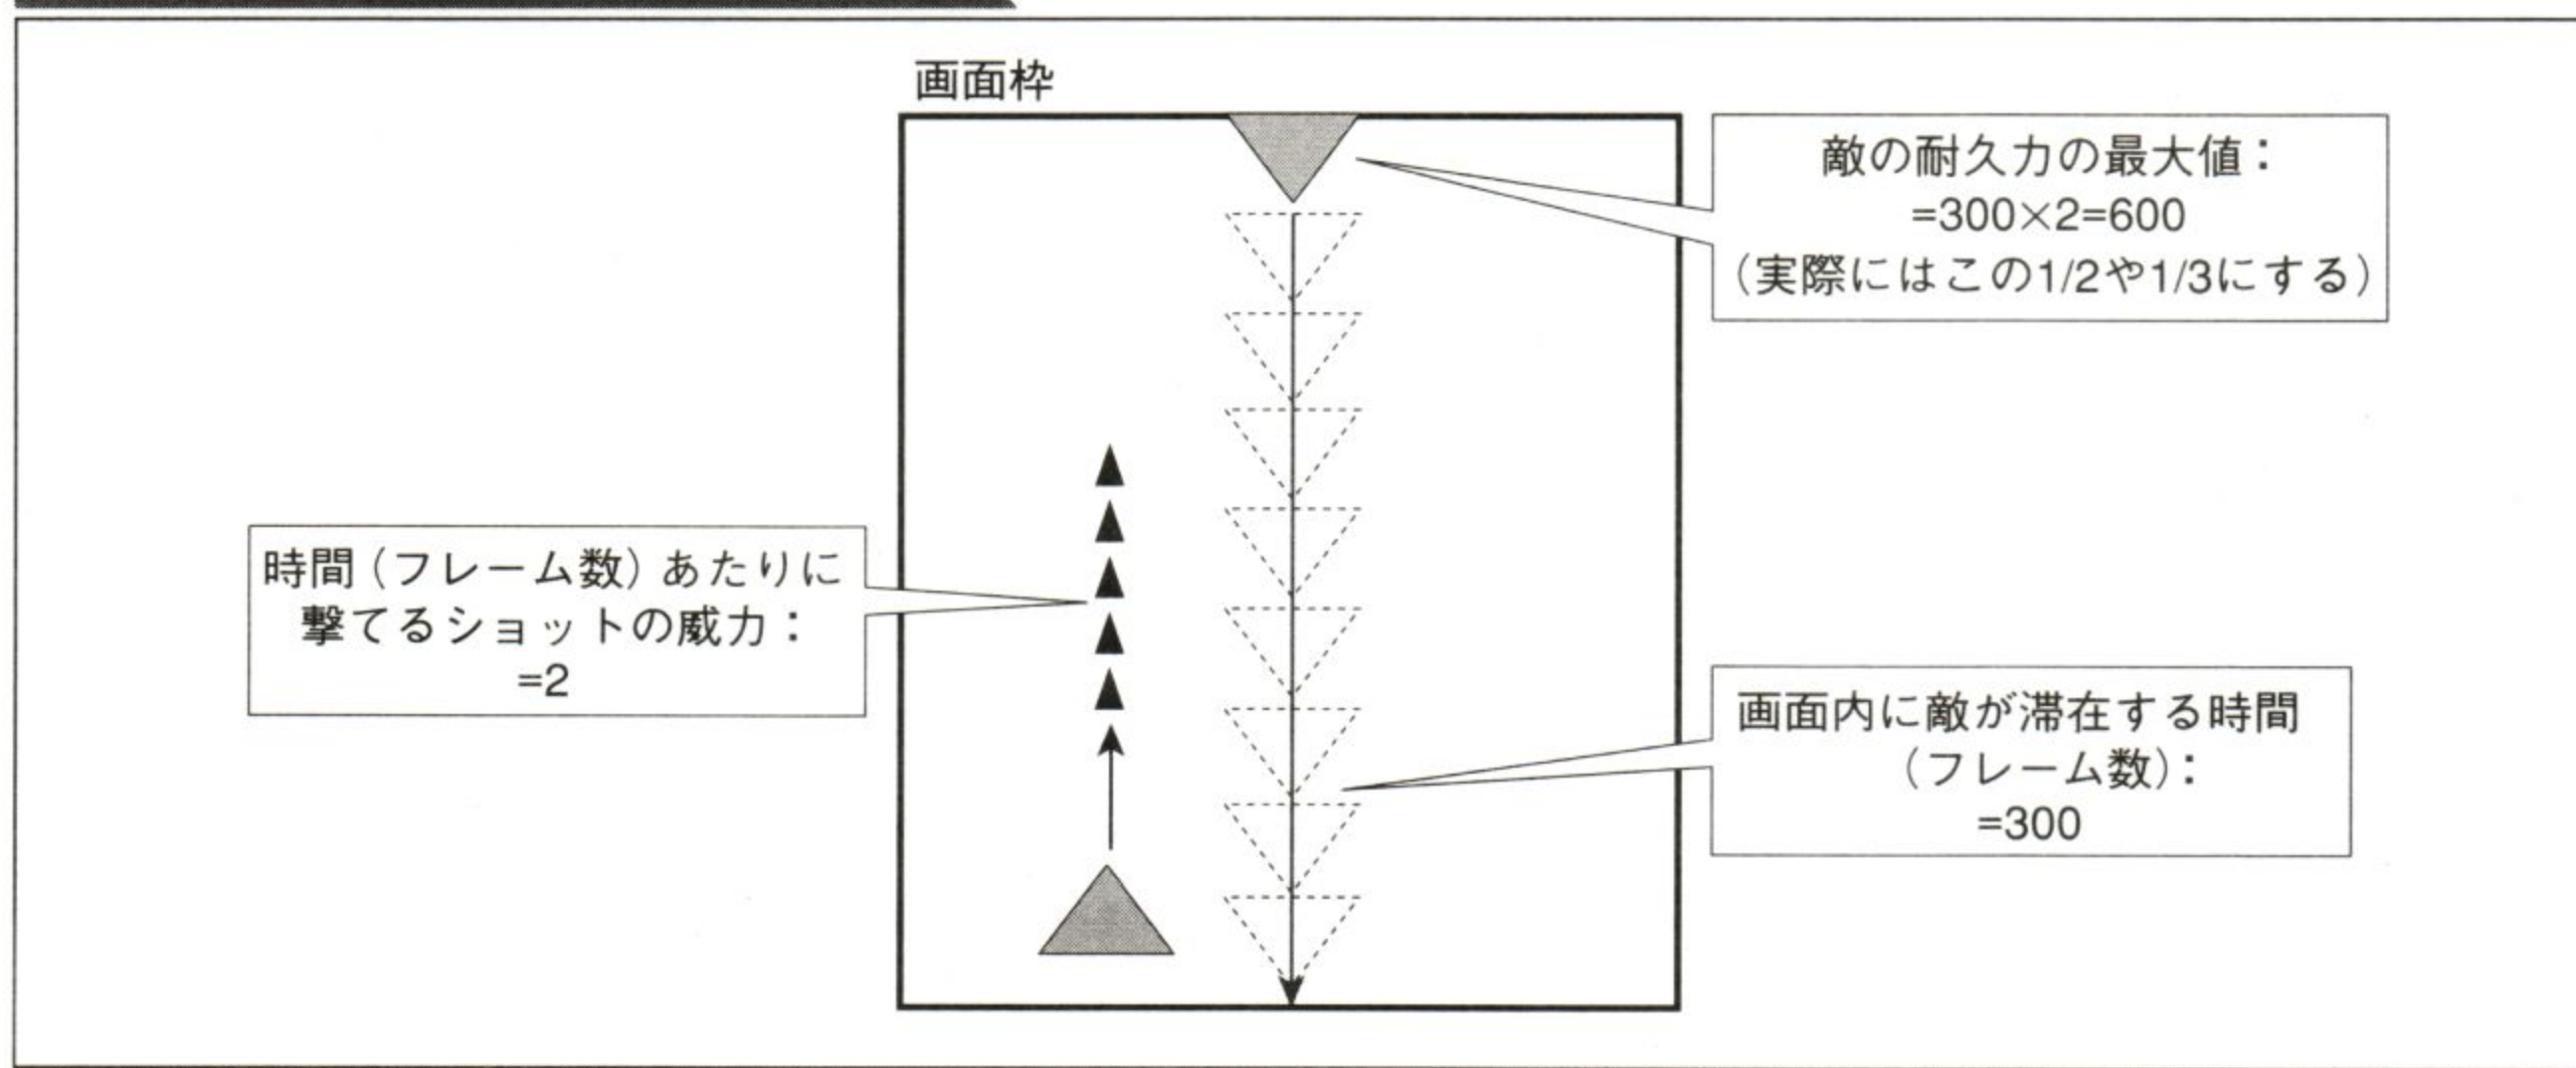 画面枠
敵の耐久力の最大値：
=300×2=600
（実際にはこの1/2や1/3にする）
時間（フレーム数）あたりに
撃てるショットの威力：
=2
画面内に敵が滞在する時間
（フレーム数）：
=300